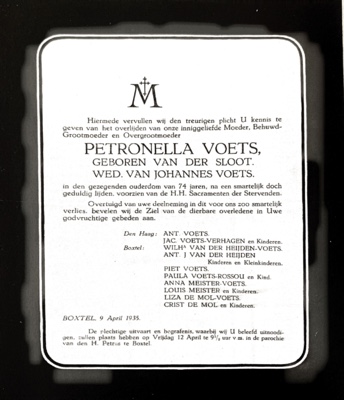 M
Hiermede vervullen wij den treurigen plicht U kennis te
geven van het overlijden van onze inniggeliefde Moeder, Behuwd-
Grootmoeder en Overgrootmoeder
PETRONELLA VOETS,
GEBOREN VAN DER SLOOT.
WED. VAN JOHANNES VOETS.
in den gezegenden ouderdom van 74 jaren, na een smartelijk doch
geduldig lijden, voorzien van de H.H. Sacramenten der Stervenden.
Overtuigd van uwe deelneming in dit voor ons zoo smartelijk
verlies, bevelen wij de Ziel van de dierbare overledene in Uwe
godvruchtige gebeden aan.
Den Haag: ANT. VOETS.
JAC. VOETS-VERHAGEN en Kinderen.
Boxtel: WILHA VAN DER HEIJDEN-VOETS.
ANT. J VAN DER HEIJDEN
Kinderen en Kleinkinderen.
PIET VOETS.
PAULA VOETS-ROSSOU en Kind.
ANNA MEISTER-VOETS.
LOUIS MEISTER en Kinderen.
LIZA DE MOL-VOETS.
CRIST DE MOL en Kinderen.
BOXTEL, 9 April 1935.
De plechtige uitvaart en begrafenis, waarbij wij U beleefd uitnoodi-
gen, zullen plaats hebben op Vrijdag 12 April te 9½ uur v.m. in de parochie
van den H. Petrus te Boxtel.